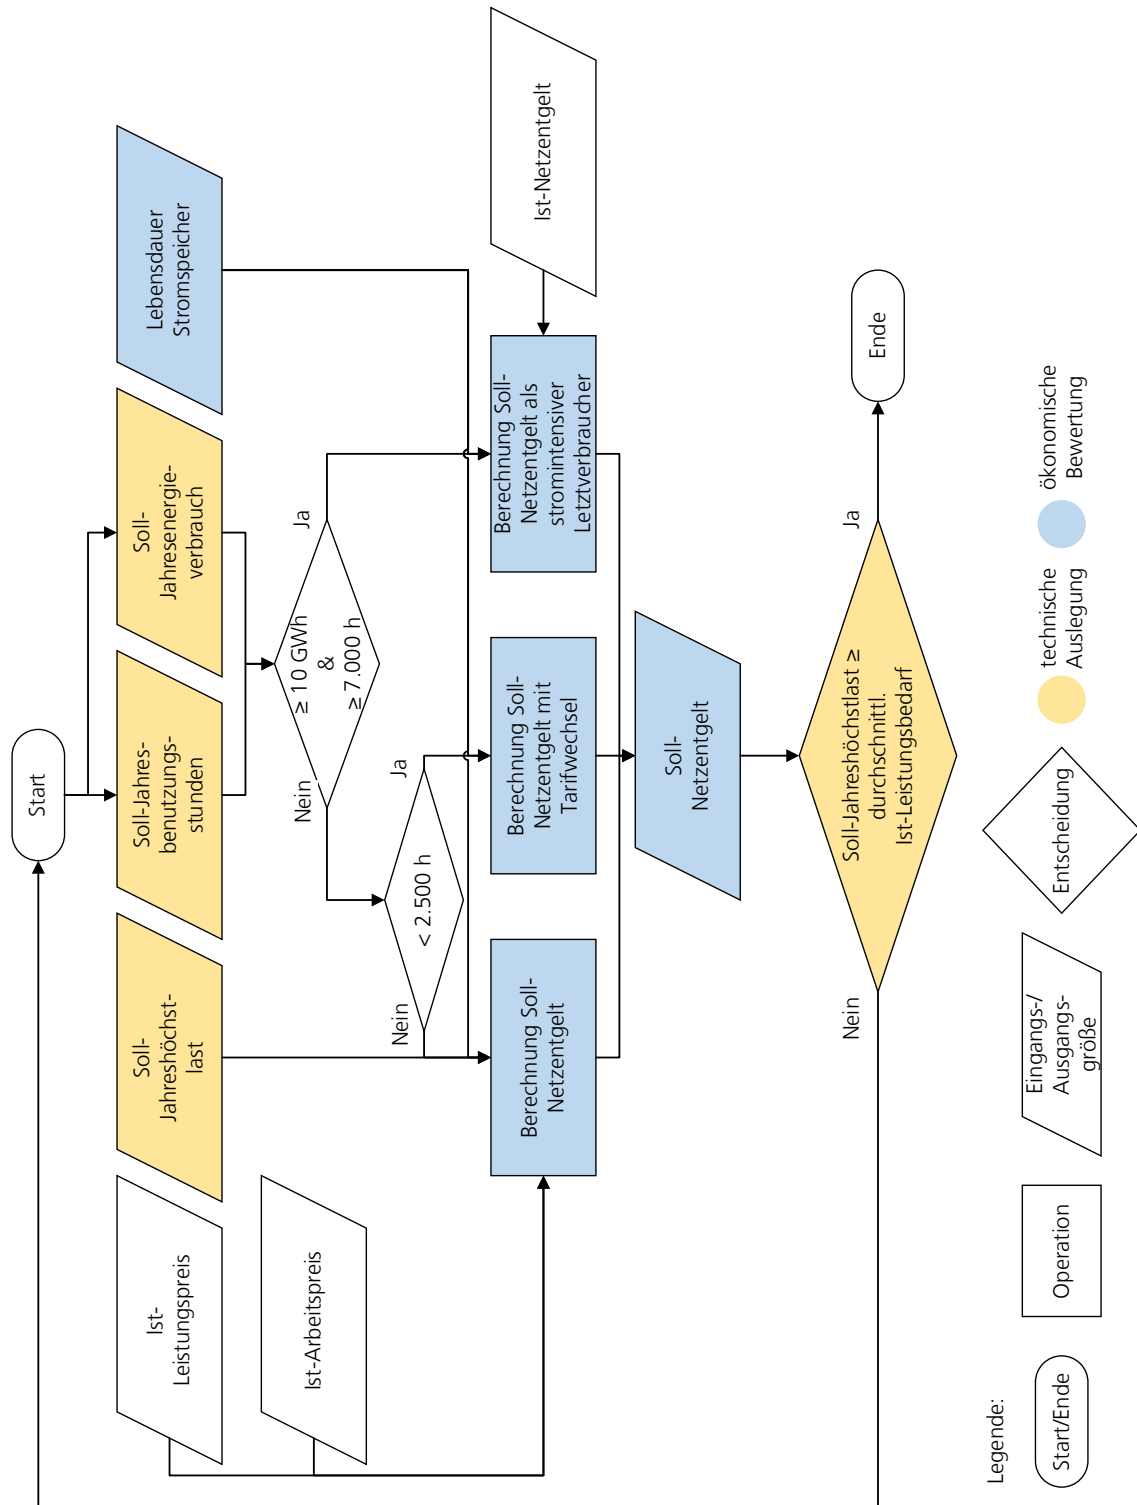 Start
Ist-
Leistungspreis
Soll-
Jahreshöchst-
last
Soll-Jahres-
benutzungs-
stunden
Soll-
Jahresenergie-
verbrauch
Lebensdauer
Stromspeicher
Ist-Arbeitspreis
≥ 10 GWh
&
≥ 7.000 h
Nein
Ja
< 2.500 h
Nein
Ja
Berechnung Soll-
Netzentgelt
Berechnung Soll-
Netzentgelt mit
Tarifwechsel
Berechnung Soll-
Netzentgelt als
stromintensiver
Letztverbraucher
Ist-Netzentgelt
Soll-
Netzentgelt
Soll-Jahreshöchstlast ≥
durchschnittl.
Ist-Leistungsbedarf
Nein
Ja
Ende
Legende:
Start/Ende
Operation
Eingangs-/
Ausgangs-
größe
Entscheidung
technische
Auslegung
ökonomische
Bewertung